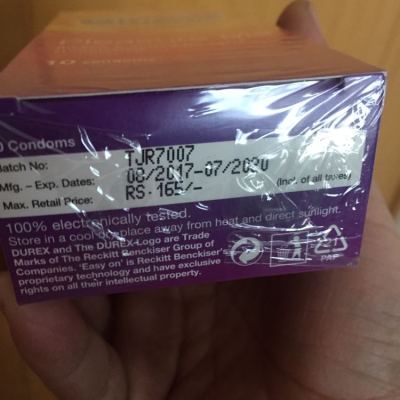 10 condoms
0 Condoms
Batch No: TJR7007
Mfg. – Exp. Dates: 08/2017-07/2020
Max. Retail Price: RS.165/- (Incl. of all taxes)
100% electronically tested.
Store in a cool place away from heat and direct sunlight.
DUREX and The DUREX Logo are Trade
Marks of The Reckitt Benckiser Group of
Companies. 'Easy on' is Reckitt Benckiser's
proprietary technology and have exclusive
rights on all their intellectual property.
PAP